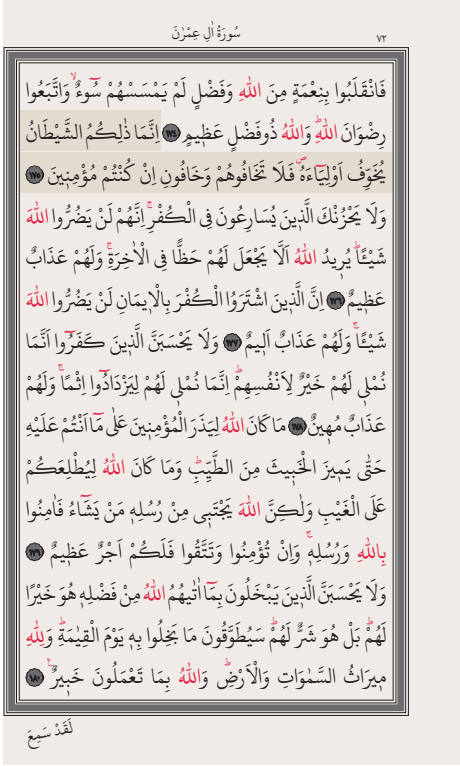 ٧٢
سُورَةُ اٰلِ عِمْرٰنَ
فَانْقَلَبُوا بِنِعْمَةٍ مِنَ اللّٰهِ وَفَضْلٍ لَمْ يَمْسَسْهُمْ سُٓوءٌۙ وَاتَّبَعُوا
رِضْوَانَ اللّٰهِۜ وَاللّٰهُ ذُوفَضْلٍ عَظ۪يمٍ ﴿١٧٤﴾ اِنَّمَا ذٰلِكُمُ الشَّيْطَانُ
يُخَوِّفُ اَوْلِيَٓاءَهُۖ فَلَا تَخَافُوهُمْ وَخَافُونِ اِنْ كُنْتُمْ مُؤْمِن۪ينَ ﴿١٧٥﴾
وَلَا يَحْزُنْكَ الَّذ۪ينَ يُسَارِعُونَ فِي الْكُفْرِۚ اِنَّهُمْ لَنْ يَضُرُّوا اللّٰهَ
شَيْـًٔاۜ يُر۪يدُ اللّٰهُ اَلَّا يَجْعَلَ لَهُمْ حَظًّا فِي الْاٰخِرَةِۚ وَلَهُمْ عَذَابٌ
عَظ۪يمٌ ﴿١٧٦﴾ اِنَّ الَّذ۪ينَ اشْتَرَوُا الْكُفْرَ بِالْا۪يمَانِ لَنْ يَضُرُّوا اللّٰهَ
شَيْـًٔاۚ وَلَهُمْ عَذَابٌ اَل۪يمٌ ﴿١٧٧﴾ وَلَا يَحْسَبَنَّ الَّذ۪ينَ كَفَرُٓوا اَنَّمَا
نُمْل۪ي لَهُمْ خَيْرٌ لِاَنْفُسِهِمْۜ اِنَّمَا نُمْل۪ي لَهُمْ لِيَزْدَادُٓوا اِثْمًاۚ وَلَهُمْ
عَذَابٌ مُه۪ينٌ ﴿١٧٨﴾ مَا كَانَ اللّٰهُ لِيَذَرَ الْمُؤْمِن۪ينَ عَلٰى مَٓا اَنْتُمْ عَلَيْهِ
حَتّٰى يَم۪يزَ الْخَب۪يثَ مِنَ الطَّيِّبِۜ وَمَا كَانَ اللّٰهُ لِيُطْلِعَكُمْ
عَلَى الْغَيْبِ وَلٰكِنَّ اللّٰهَ يَجْتَب۪ي مِنْ رُسُلِه۪ مَنْ يَشَٓاءُ فَاٰمِنُوا
بِاللّٰهِ وَرُسُلِه۪ۚ وَاِنْ تُؤْمِنُوا وَتَتَّقُوا فَلَكُمْ اَجْرٌ عَظ۪يمٌ ﴿١٧٩﴾
وَلَا يَحْسَبَنَّ الَّذ۪ينَ يَبْخَلُونَ بِمَٓا اٰتٰيهُمُ اللّٰهُ مِنْ فَضْلِه۪ هُوَ خَيْرًا
لَهُمْۜ بَلْ هُوَ شَرٌّ لَهُمْۜ سَيُطَوَّقُونَ مَا بَخِلُوا بِه۪ يَوْمَ الْقِيٰمَةِۜ وَلِلّٰهِ
م۪يرَاثُ السَّمٰوَاتِ وَالْاَرْضِۜ وَاللّٰهُ بِمَا تَعْمَلُونَ خَب۪يرٌ۟ ﴿١٨٠﴾
لَقَدْ سَمِعَ